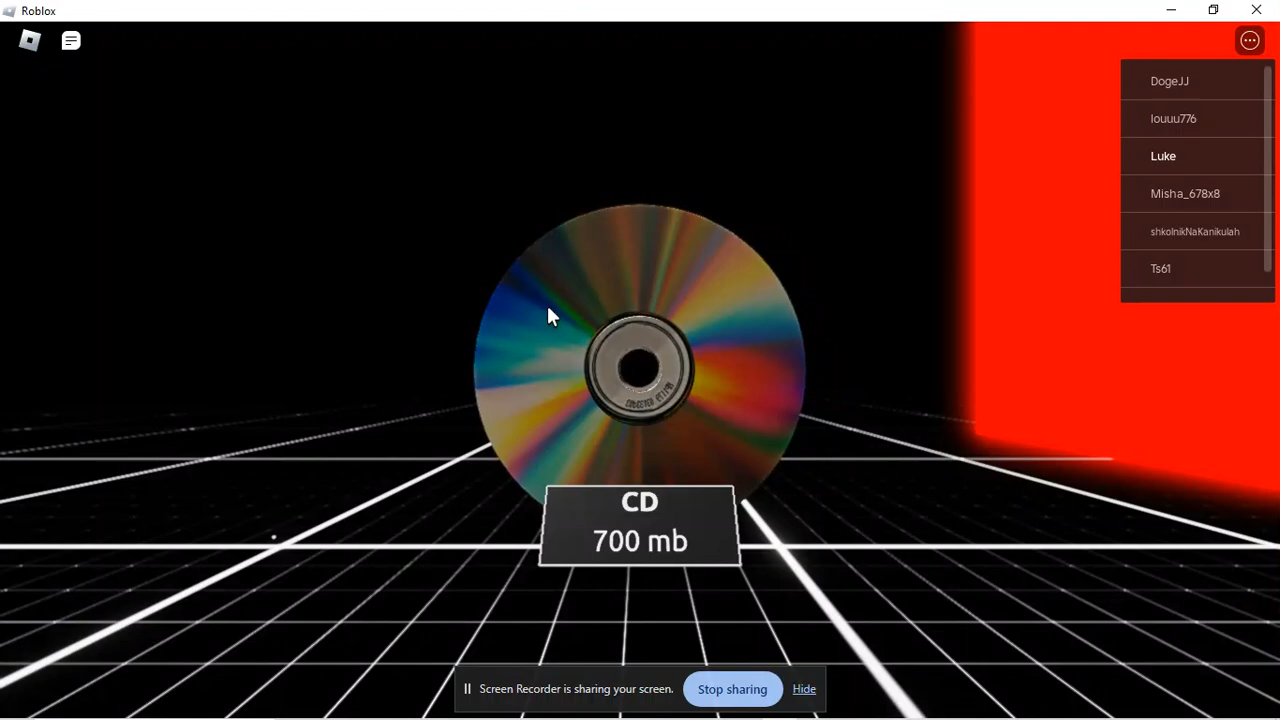 Roblox
DogeJJ
louuu776
Luke
Misha_678x8
shkolnikNaKanikulah
Ts61
CD
700 mb
Screen Recorder is sharing your screen.
Stop sharing
Hide